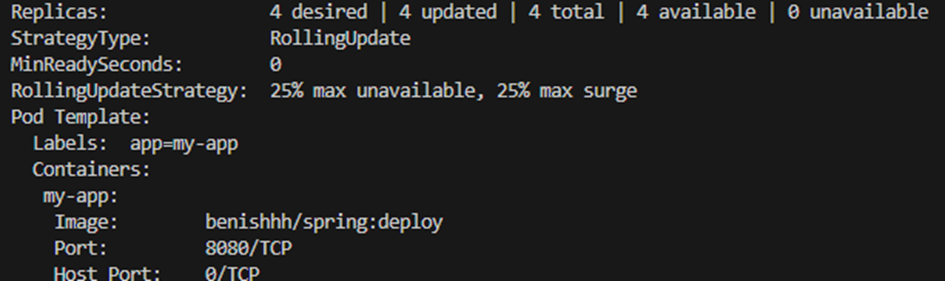 Replicas: 4 desired | 4 updated | 4 total | 4 available | 0 unavailable
StrategyType: RollingUpdate
MinReadySeconds: 0
RollingUpdateStrategy: 25% max unavailable, 25% max surge
Pod Template:
Labels: app=my-app
Containers:
my-app:
Image: benishhh/spring:deploy
Port: 8080/TCP
Host Port: 0/TCP